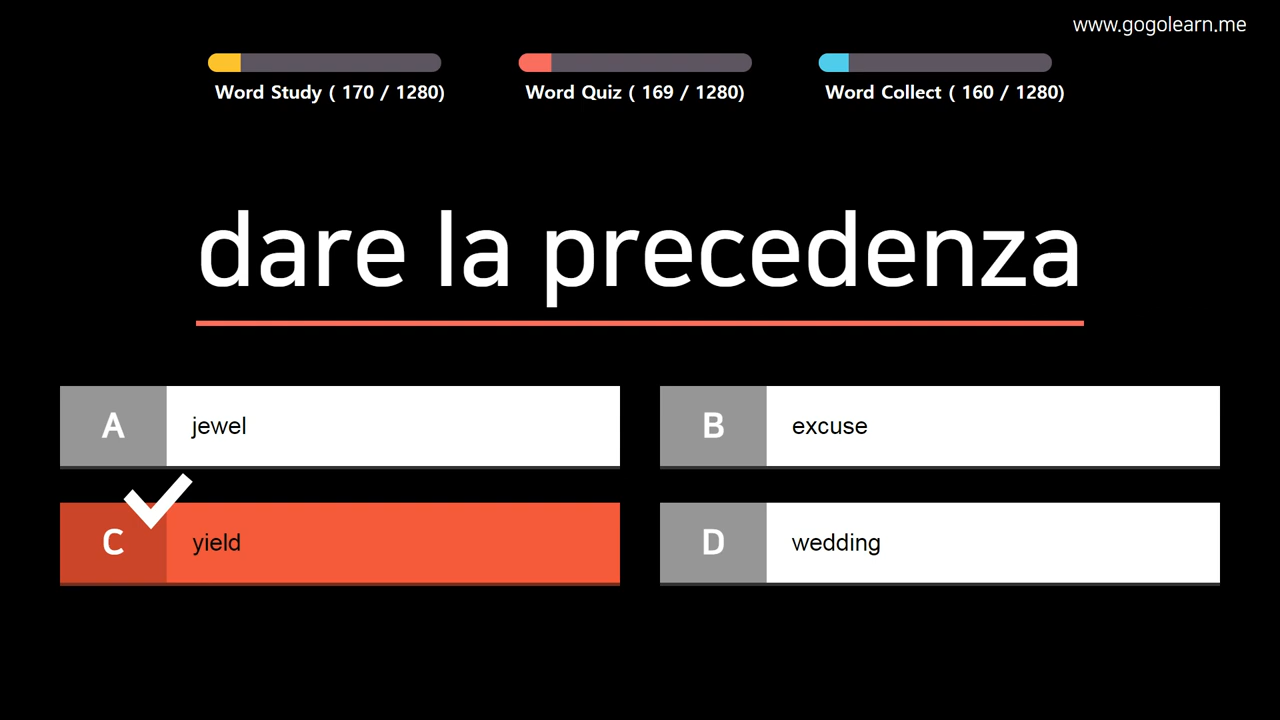 www.gogolearn.me
Word Study ( 170 / 1280)
Word Quiz ( 169 / 1280)
Word Collect ( 160 / 1280)
dare la precedenza
A
jewel
B
excuse
C
yield
D
wedding